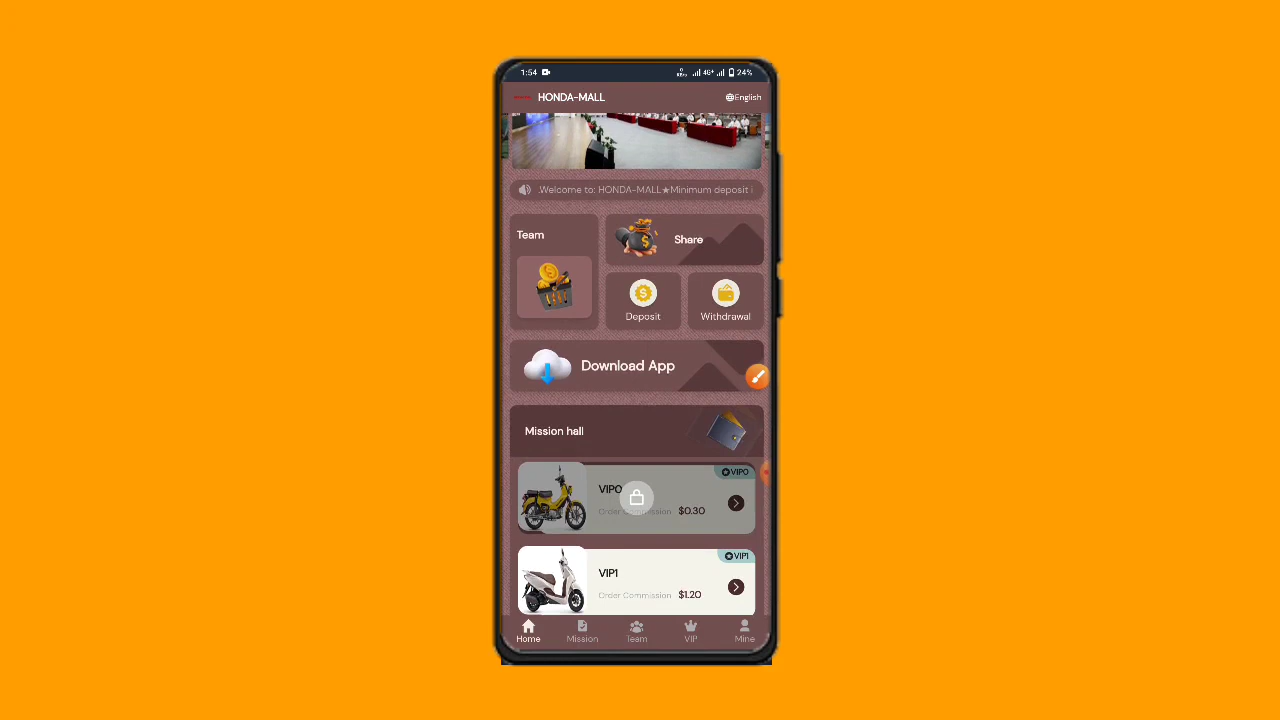 1:54 4G+ 24%
HONDA-MALL English
.Welcome to: HONDA-MALL★Minimum deposit i
Team
Share
Deposit Withdrawal
Download App
Mission hall
VIP0
VIP0
Order Commission $0.30
VIP1
VIP1
Order Commission $1.20
Home Mission Team VIP Mine